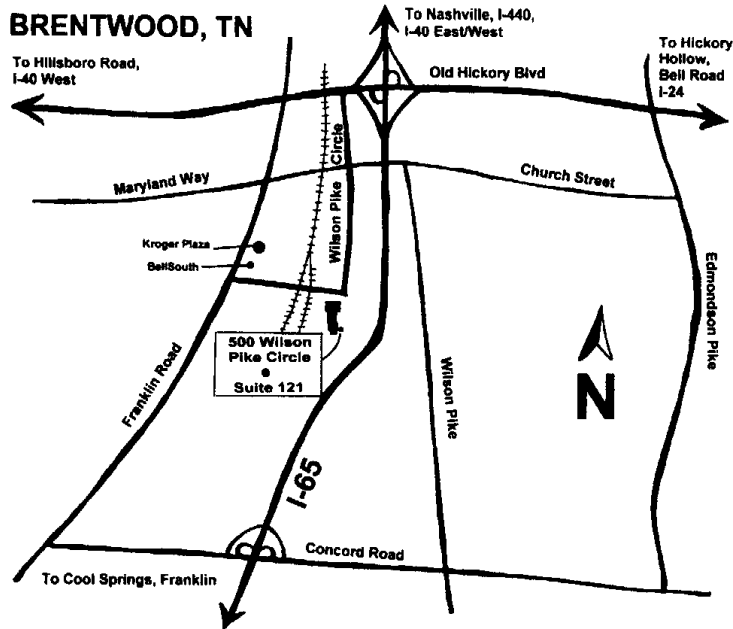 BRENTWOOD, TN
To Nashville, I-440,
I-40 East/West
To Hillsboro Road,
I-40 West
Old Hickory Blvd
To Hickory
Hollow,
Bell Road
I-24
Maryland Way
Wilson Pike Circle
Church Street
Kroger Plaza
BellSouth
500 Wilson
Pike Circle
Suite 121
Franklin Road
Edmondson Pike
Wilson Pike
N
I-65
Concord Road
To Cool Springs, Franklin